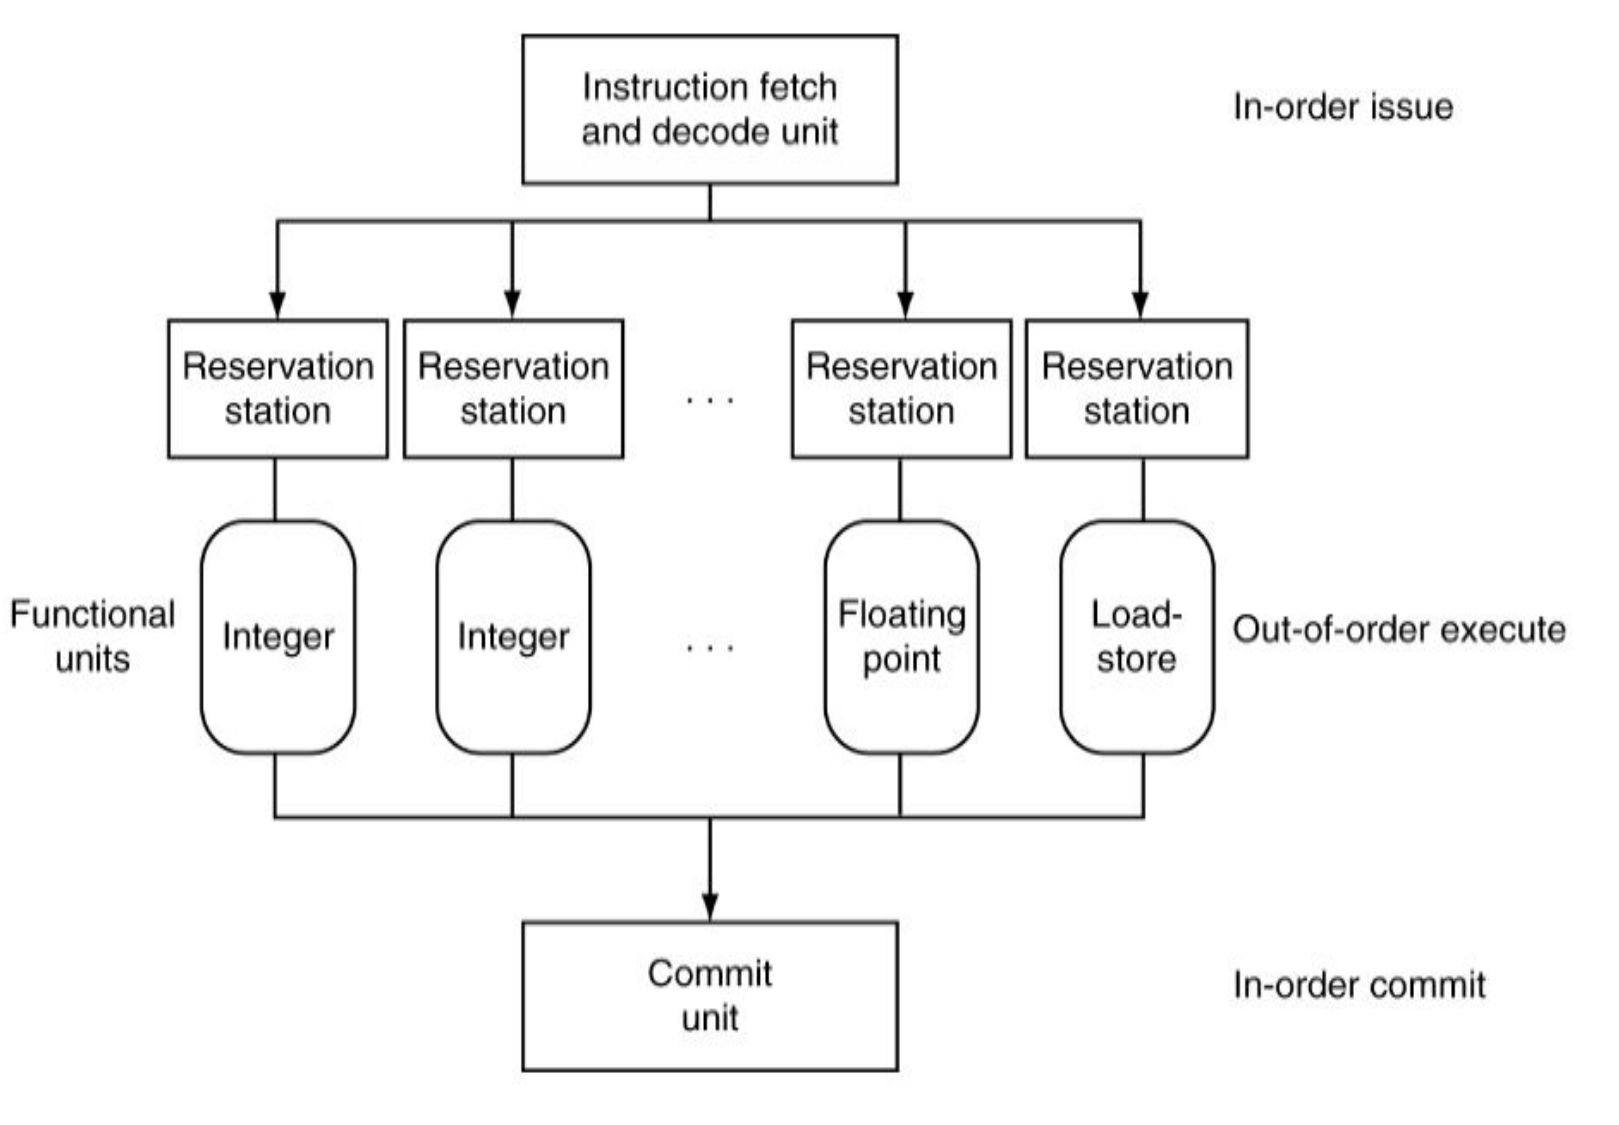 Instruction fetch
and decode unit
In-order issue
Reservation
station
Reservation
station
. . .
Reservation
station
Reservation
station
Functional
units
Integer
Integer
. . .
Floating
point
Load-
store
Out-of-order execute
Commit
unit
In-order commit